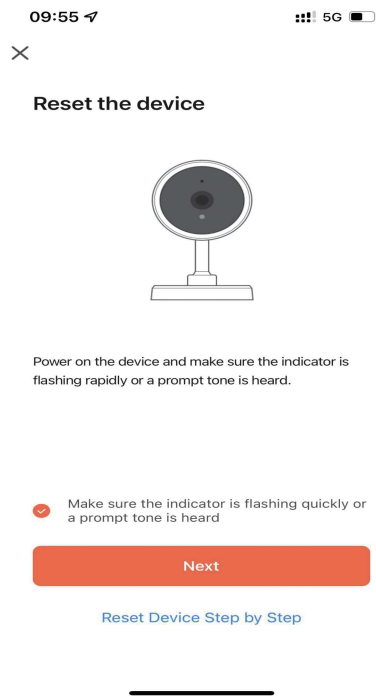 09:55
5G
Reset the device
Power on the device and make sure the indicator is
flashing rapidly or a prompt tone is heard.
Make sure the indicator is flashing quickly or
a prompt tone is heard
Next
Reset Device Step by Step